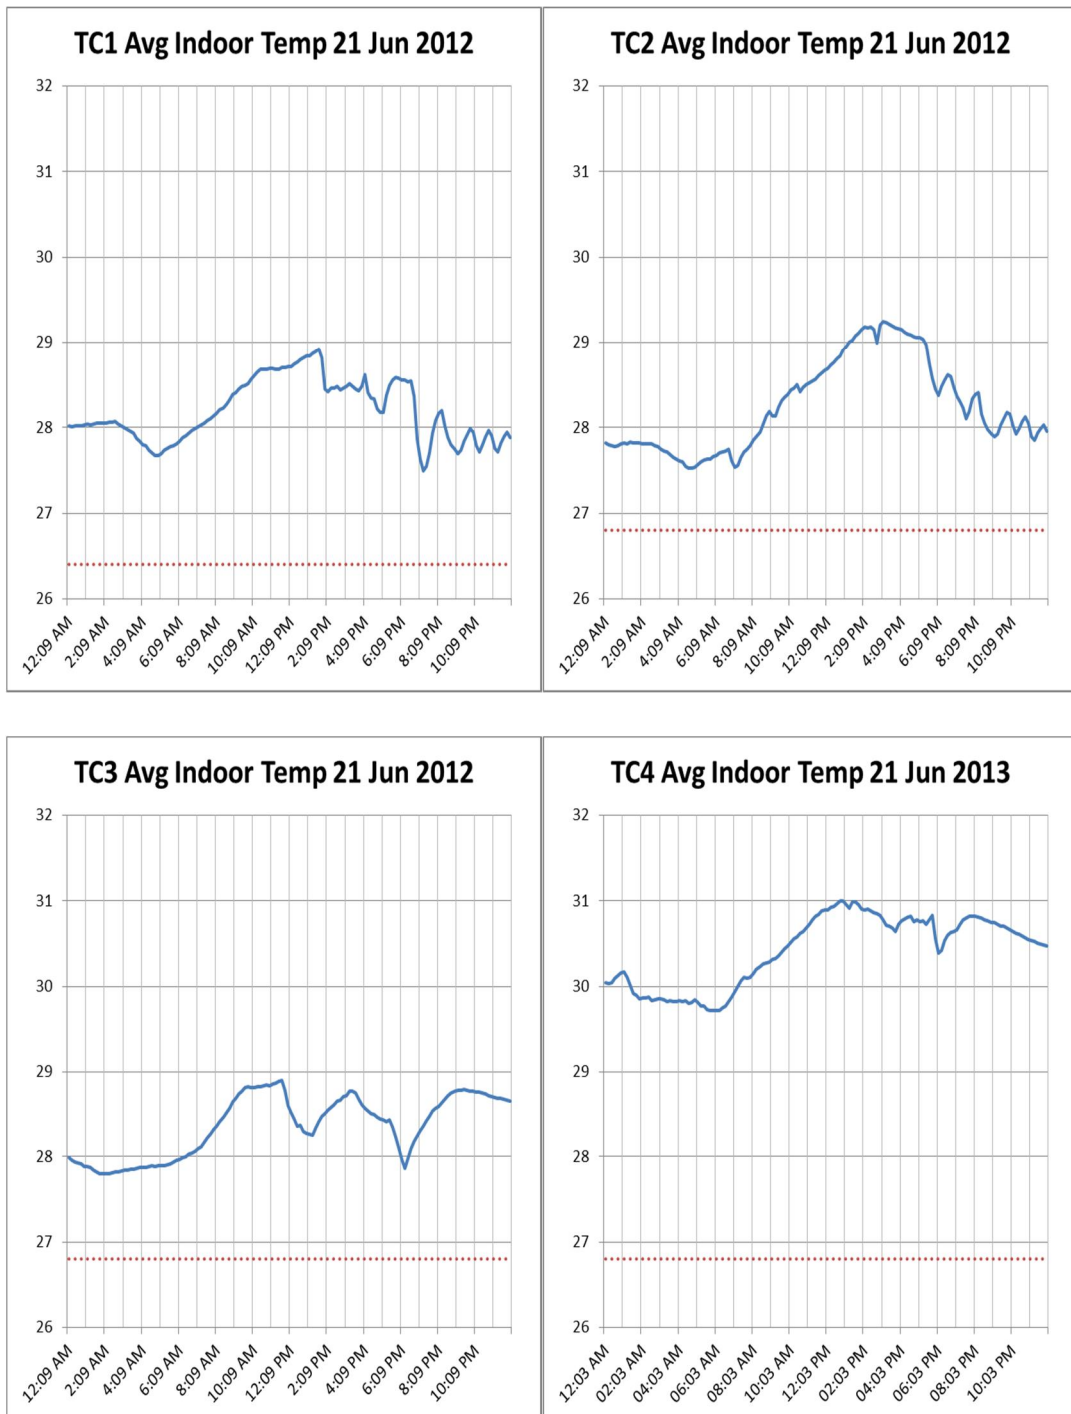 TC1 Avg Indoor Temp 21 Jun 2012
32
31
30
29
28
27
26
12:09 AM
2:09 AM
4:09 AM
6:09 AM
8:09 AM
10:09 AM
12:09 PM
2:09 PM
4:09 PM
6:09 PM
8:09 PM
10:09 PM
TC2 Avg Indoor Temp 21 Jun 2012
32
31
30
29
28
27
26
12:09 AM
2:09 AM
4:09 AM
6:09 AM
8:09 AM
10:09 AM
12:09 PM
2:09 PM
4:09 PM
6:09 PM
8:09 PM
10:09 PM
TC3 Avg Indoor Temp 21 Jun 2012
32
31
30
29
28
27
26
12:09 AM
2:09 AM
4:09 AM
6:09 AM
8:09 AM
10:09 AM
12:09 PM
2:09 PM
4:09 PM
6:09 PM
8:09 PM
10:09 PM
TC4 Avg Indoor Temp 21 Jun 2013
32
31
30
29
28
27
26
12:03 AM
02:03 AM
04:03 AM
06:03 AM
08:03 AM
10:03 AM
12:03 PM
02:03 PM
04:03 PM
06:03 PM
08:03 PM
10:03 PM